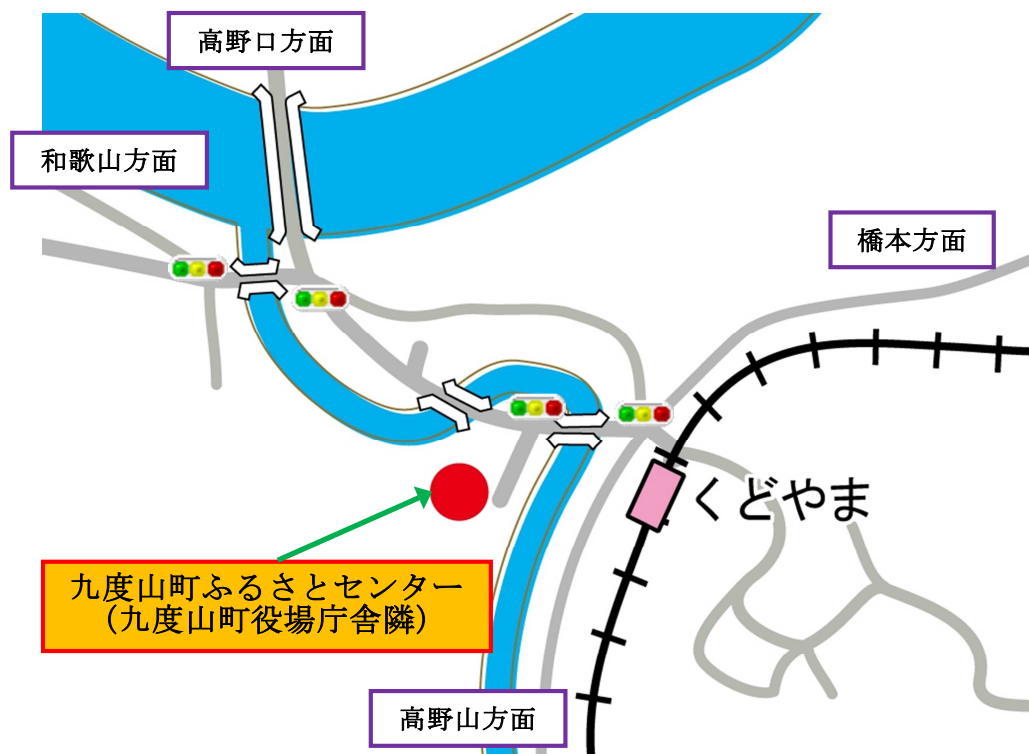 高野口方面
和歌山方面
橋本方面
くどやま
九度山町ふるさとセンター
（九度山町役場庁舎隣）
高野山方面